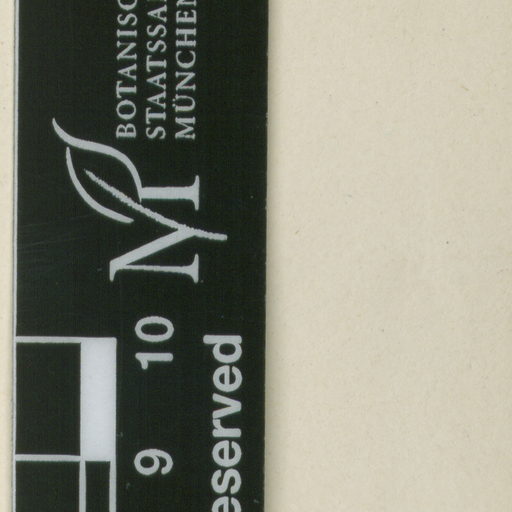 BOTANISC
STAATSSA
MÜNCHEN
9 10
eserved